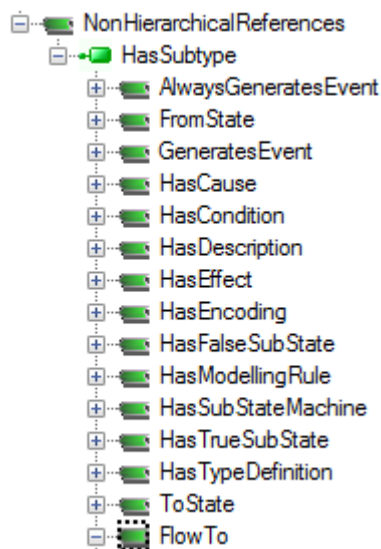 NonHierarchicalReferences
HasSubtype
AlwaysGeneratesEvent
FromState
GeneratesEvent
HasCause
HasCondition
HasDescription
HasEffect
HasEncoding
HasFalseSubState
HasModellingRule
HasSubStateMachine
HasTrueSubState
HasTypeDefinition
ToState
FlowTo